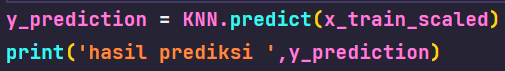 y_prediction = KNN.predict(x_train_scaled)
print('hasil prediksi ',y_prediction)